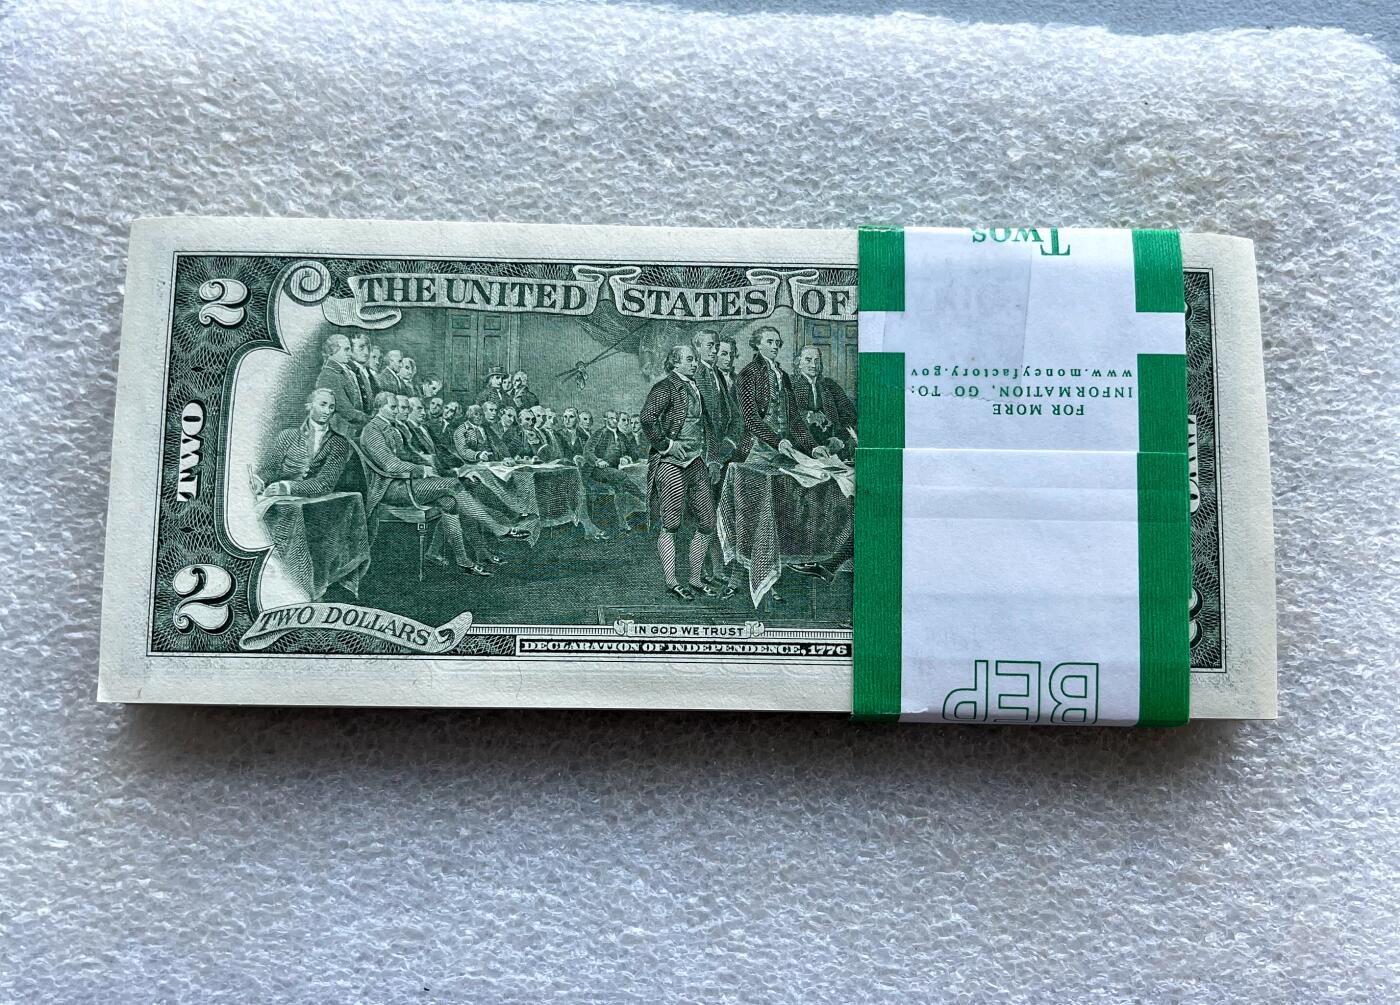 2
THE UNITED STATES OF
TWO
2
TWO DOLLARS
IN GOD WE TRUST
DECLARATION OF INDEPENDENCE, 1776
BEP
FOR MORE
INFORMATION, GO TO:
www.moneyfactory.gov
TWOS